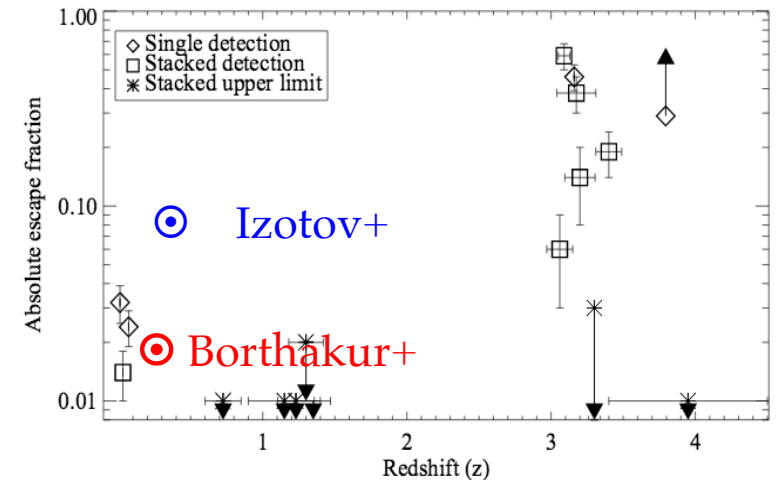 1.00
Single detection
Stacked detection
Stacked upper limit
Absolute escape fraction
0.10
Izotov+
Borthakur+
0.01
1 2 3 4
Redshift (z)